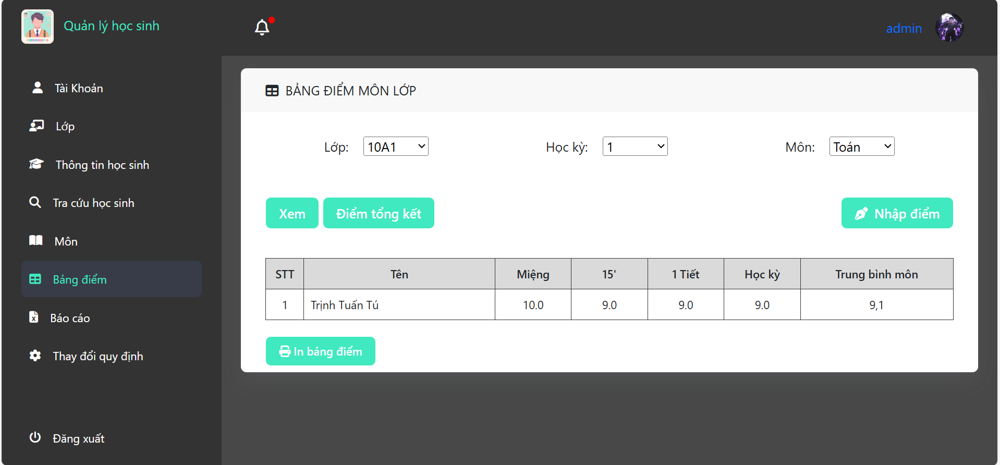 Quản lý học sinh
admin
Tài Khoản
Lớp
Thông tin học sinh
Tra cứu học sinh
Môn
Bảng điểm
Báo cáo
Thay đổi quy định
Đăng xuất
BẢNG ĐIỂM MÔN LỚP
Lớp: 10A1 Học kỳ: 1 Môn: Toán
Xem Điểm tổng kết Nhập điểm
STT Tên Miệng 15' 1 Tiết Học kỳ Trung bình môn
1 Trịnh Tuấn Tú 10.0 9.0 9.0 9.0 9,1
In bảng điểm